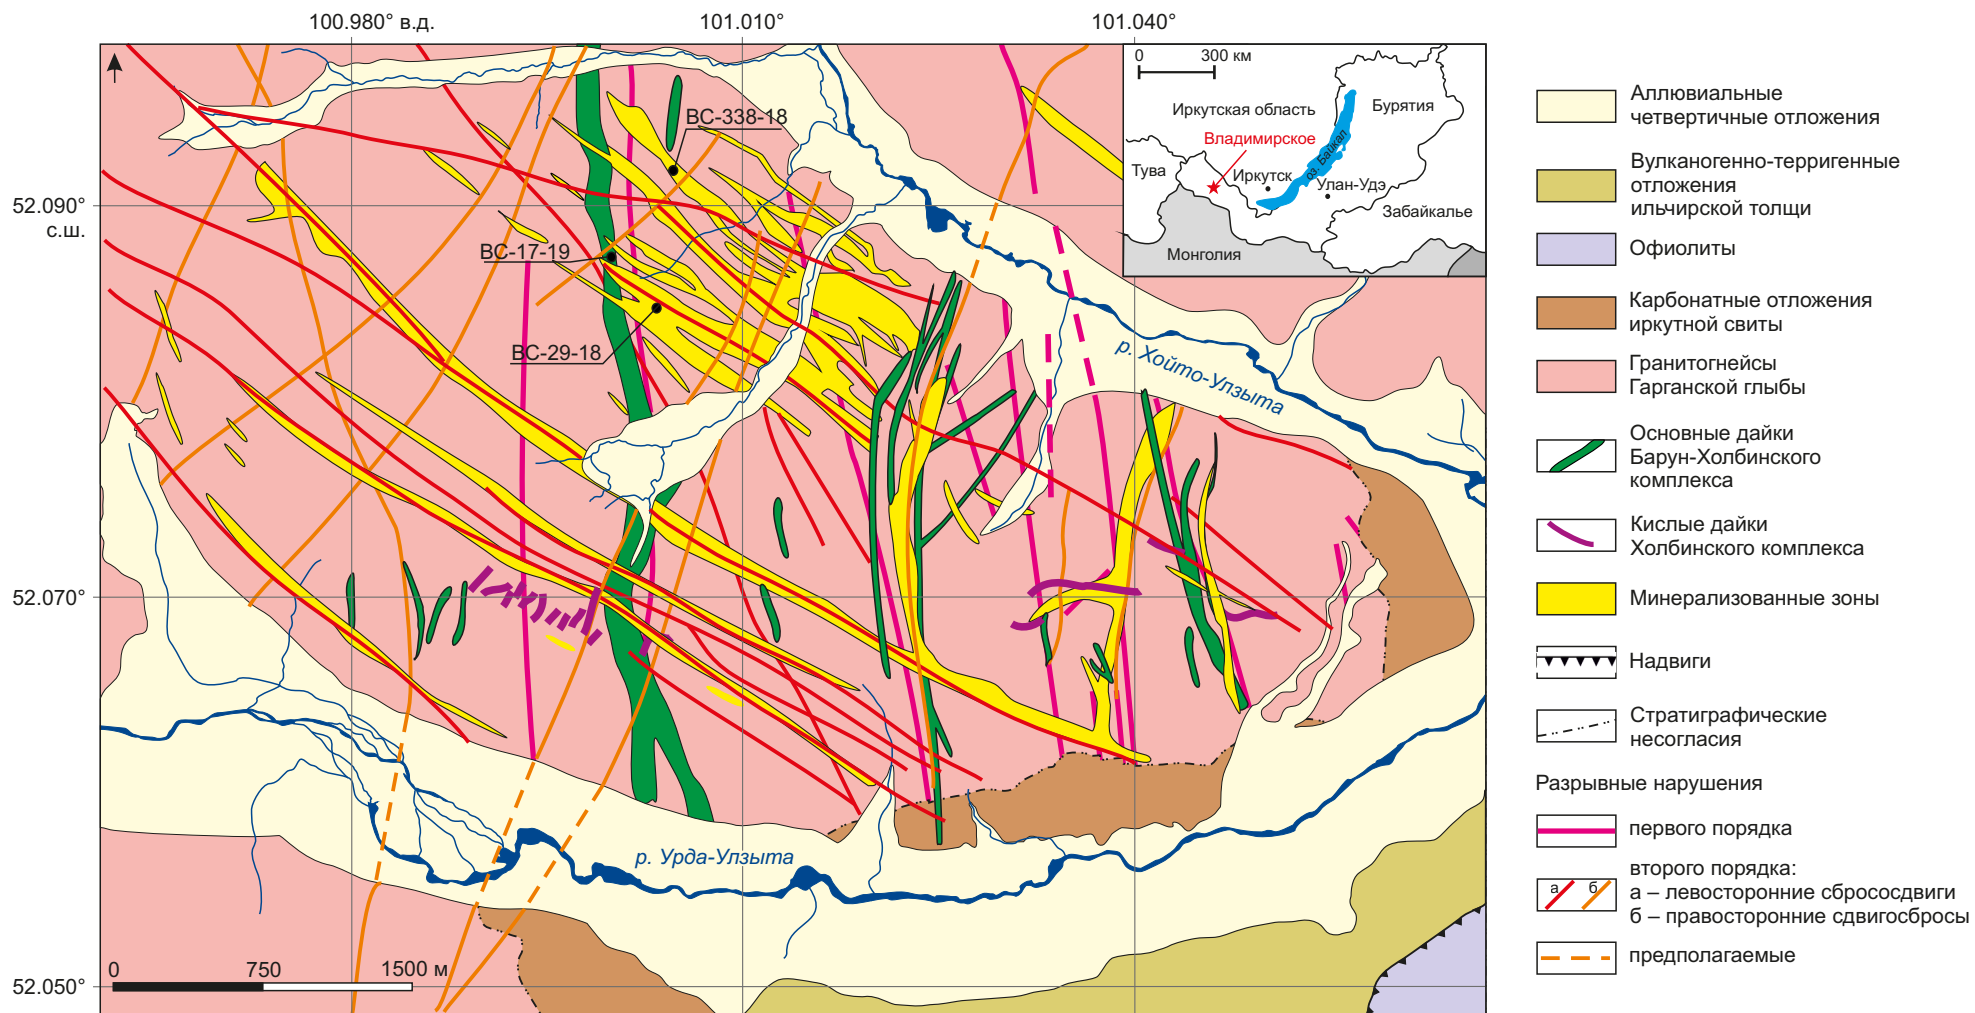 100.980° в.д.
101.010°
101.040°
52.090°
с.ш.
52.070°
52.050°
ВС-338-18
ВС-17-19
ВС-29-18
р. Хойто-Улзыта
р. Урда-Улзыта
0
750
1500 м
0
300 км
Иркутская область
Бурятия
Владимирское
оз. Байкал
Тува
Иркутск
Улан-Удэ
Забайкалье
Монголия
Аллювиальные
четвертичные отложения
Вулканогенно-терригенные
отложения
ильчирской толщи
Офиолиты
Карбонатные отложения
иркутной свиты
Гранитогнейсы
Гарганской глыбы
Основные дайки
Барун-Холбинского
комплекса
Кислые дайки
Холбинского комплекса
Минерализованные зоны
Надвиги
Стратиграфические
несогласия
Разрывные нарушения
первого порядка
второго порядка:
а
б
а – левосторонние сбрососдвиги
б – правосторонние сдвигосбросы
предполагаемые